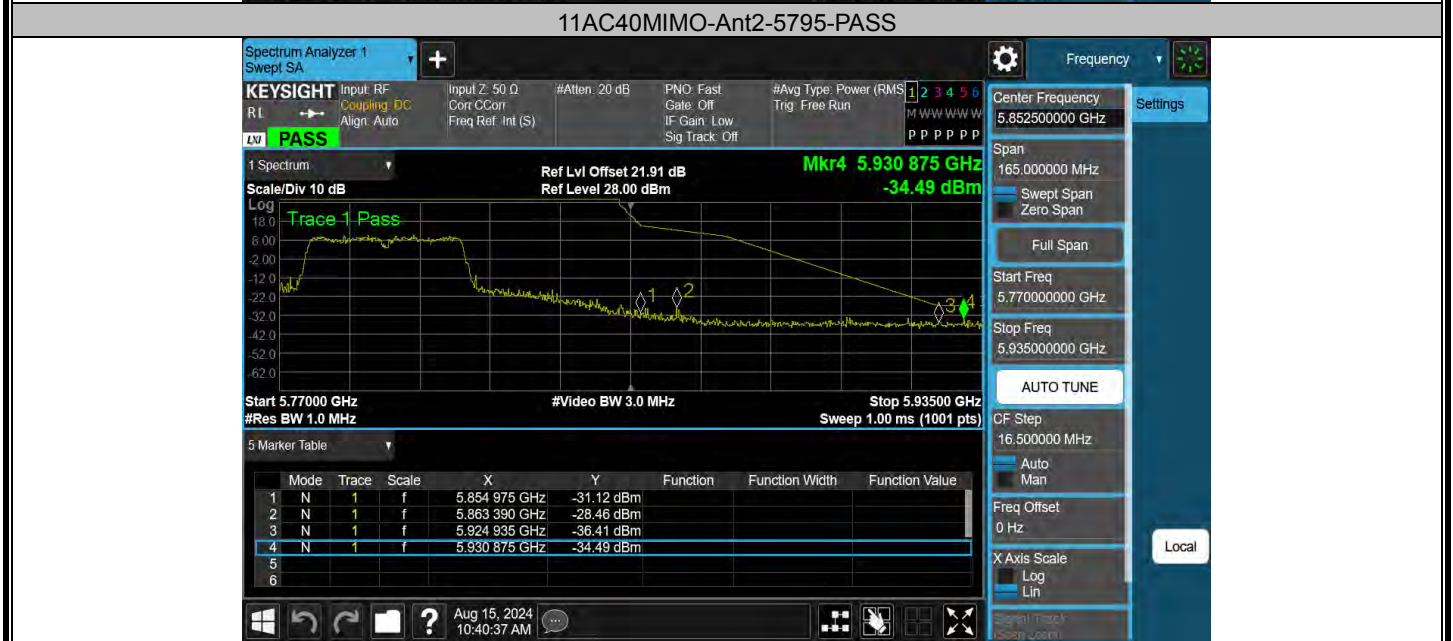 11AC40MIMO-Ant2-5795-PASS
Spectrum Analyzer 1
Swept SA
+
Frequency
KEYSIGHT
RL
LXI
PASS
Input: RF
Coupling: DC
Align: Auto
Input Z: 50 Ω
Corr CCorr
Freq Ref: Int (S)
#Atten: 20 dB
PNO: Fast
Gate: Off
IF Gain: Low
Sig Track: Off
#Avg Type: Power (RMS
Trig: Free Run
1 2 3 4 5 6
M W W W W W
P P P P P P
Center Frequency
5.852500000 GHz
Settings
1 Spectrum
Scale/Div 10 dB
Ref Lvl Offset 21.91 dB
Ref Level 28.00 dBm
Mkr4 5.930 875 GHz
-34.49 dBm
Log
Trace 1 Pass
18.0
8.00
-2.00
-12.0
-22.0
-32.0
-42.0
-52.0
-62.0
1
2
3
4
Start 5.77000 GHz
#Res BW 1.0 MHz
#Video BW 3.0 MHz
Stop 5.93500 GHz
Sweep 1.00 ms (1001 pts)
Span
165.000000 MHz
Swept Span
Zero Span
Full Span
Start Freq
5.770000000 GHz
Stop Freq
5.935000000 GHz
AUTO TUNE
CF Step
16.500000 MHz
Auto
Man
Freq Offset
0 Hz
X Axis Scale
Log
Lin
Signal Track
(Span Zoom)
Local
5 Marker Table
Mode Trace Scale X Y Function Function Width Function Value
1 N 1 f 5.854 975 GHz -31.12 dBm
2 N 1 f 5.863 390 GHz -28.46 dBm
3 N 1 f 5.924 935 GHz -36.41 dBm
4 N 1 f 5.930 875 GHz -34.49 dBm
5
6
?
Aug 15, 2024
10:40:37 AM